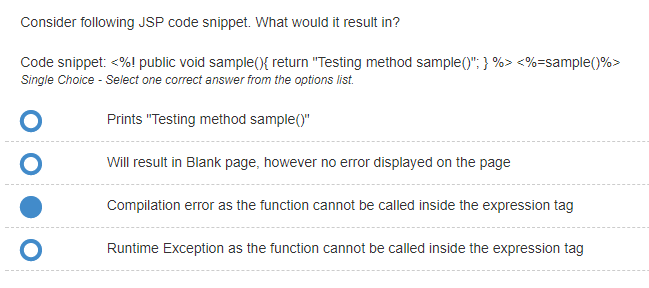 Consider following JSP code snippet. What would it result in?
Code snippet: <%! public void sample(){ return "Testing method sample()"; } %> <%=sample()%>
Single Choice - Select one correct answer from the options list.
Prints "Testing method sample()"
Will result in Blank page, however no error displayed on the page
Compilation error as the function cannot be called inside the expression tag
Runtime Exception as the function cannot be called inside the expression tag